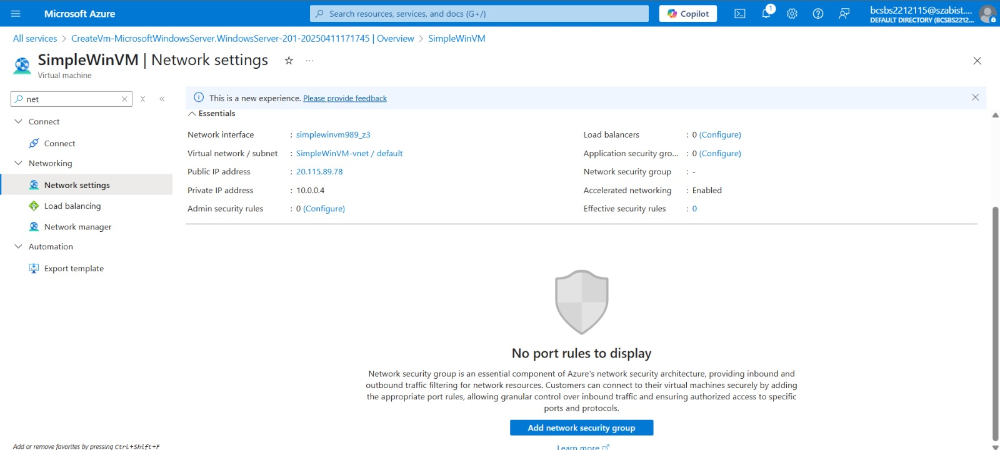 Microsoft Azure
Search resources, services, and docs (G+/)
Copilot
1
bcsbs2212115@szabist....
DEFAULT DIRECTORY (BCSBS2212...
All services > CreateVm-MicrosoftWindowsServer.WindowsServer-201-20250411171745 | Overview > SimpleWinVM
SimpleWinVM | Network settings
Virtual machine
net
This is a new experience. Please provide feedback
Connect
Connect
Networking
Network settings
Load balancing
Network manager
Automation
Export template
Essentials
Network interface : simplewinvm989_z3
Virtual network / subnet : SimpleWinVM-vnet / default
Public IP address : 20.115.89.78
Private IP address : 10.0.0.4
Admin security rules : 0 (Configure)
Load balancers : 0 (Configure)
Application security gro... : 0 (Configure)
Network security group : -
Accelerated networking : Enabled
Effective security rules : 0
No port rules to display
Network security group is an essential component of Azure's network security architecture, providing inbound and
outbound traffic filtering for network resources. Customers can connect to their virtual machines securely by adding
the appropriate port rules, allowing granular control over inbound traffic and ensuring authorized access to specific
ports and protocols.
Add network security group
Learn more
Add or remove favorites by pressing Ctrl+Shift+F